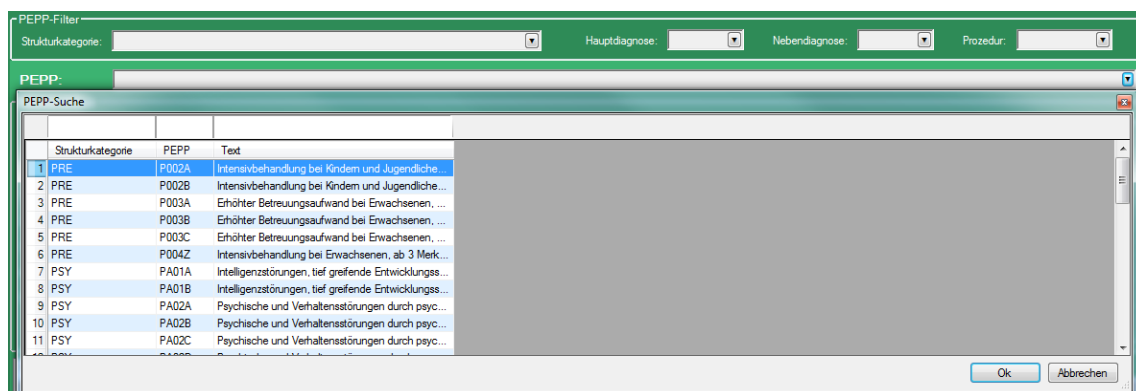 PEPP-Filter
Strukturkategorie: Hauptdiagnose: Nebendiagnose: Prozedur:
PEPP:
PEPP-Suche
Strukturkategorie PEPP Text
1 PRE P002A Intensivbehandlung bei Kindern und Jugendliche...
2 PRE P002B Intensivbehandlung bei Kindern und Jugendliche...
3 PRE P003A Erhöhter Betreuungsaufwand bei Erwachsenen, ...
4 PRE P003B Erhöhter Betreuungsaufwand bei Erwachsenen, ...
5 PRE P003C Erhöhter Betreuungsaufwand bei Erwachsenen, ...
6 PRE P004Z Intensivbehandlung bei Erwachsenen, ab 3 Merk...
7 PSY PA01A Intelligenzstörungen, tief greifende Entwicklungss...
8 PSY PA01B Intelligenzstörungen, tief greifende Entwicklungss...
9 PSY PA02A Psychische und Verhaltensstörungen durch psyc...
10 PSY PA02B Psychische und Verhaltensstörungen durch psyc...
11 PSY PA02C Psychische und Verhaltensstörungen durch psyc...
Ok Abbrechen